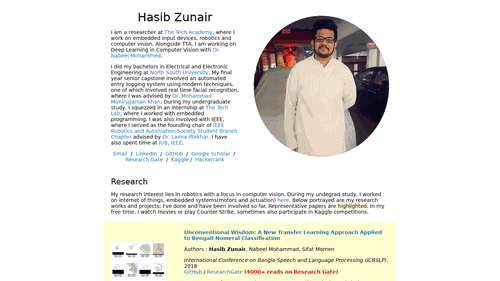 Hasib Zunair
I am a researcher at The Tech Academy, where I
work on embedded input devices, robotics and
computer vision. Alongside TTA, I am working on
Deep Learning in Computer Vision with Dr.
Nabeel Mohammed.
I did my bachelors in Electrical and Electronic
Engineering at North South University. My final
year senior capstone involved an automated
entry logging system using modern techniques,
one of which involved real time facial recognition,
where I was advised by Dr. Mohammad
Monirujjaman Khan. During my undergraduate
study, I squezzed in an internship at The Tech
Lab, where I worked with embedded
programming. I was also involved with IEEE,
where I served as the founding chair of IEEE
Robotics and Automation Society Student Branch
Chapter advised by Dr. Lamia Iftekhar. I have
also spent time at IUB, IEEE.
Email / LinkedIn / GitHub / Google Scholar /
Research Gate / Kaggle / Hackerrank
Research
My research interest lies in robotics with a focus in computer vision. During my undegrad study, I worked
on internet of things, embedded systems(motors and actuation) here. Below portrayed are my research
works and projects; I've done and have been involved so far. Representative papers are highlighted. In my
free time, I watch movies or play Counter Strike, sometimes also participate in Kaggle competitions.
Unconventional Wisdom: A New Transfer Learning Approach Applied
to Bengali Numeral Classification
Authors : Hasib Zunair, Nabeel Mohammad, Sifat Momen
International Conference on Bangla Speech and Language Processing (ICBSLP),
2018
GitHub / ResearchGate (4000+ reads on Research Gate)